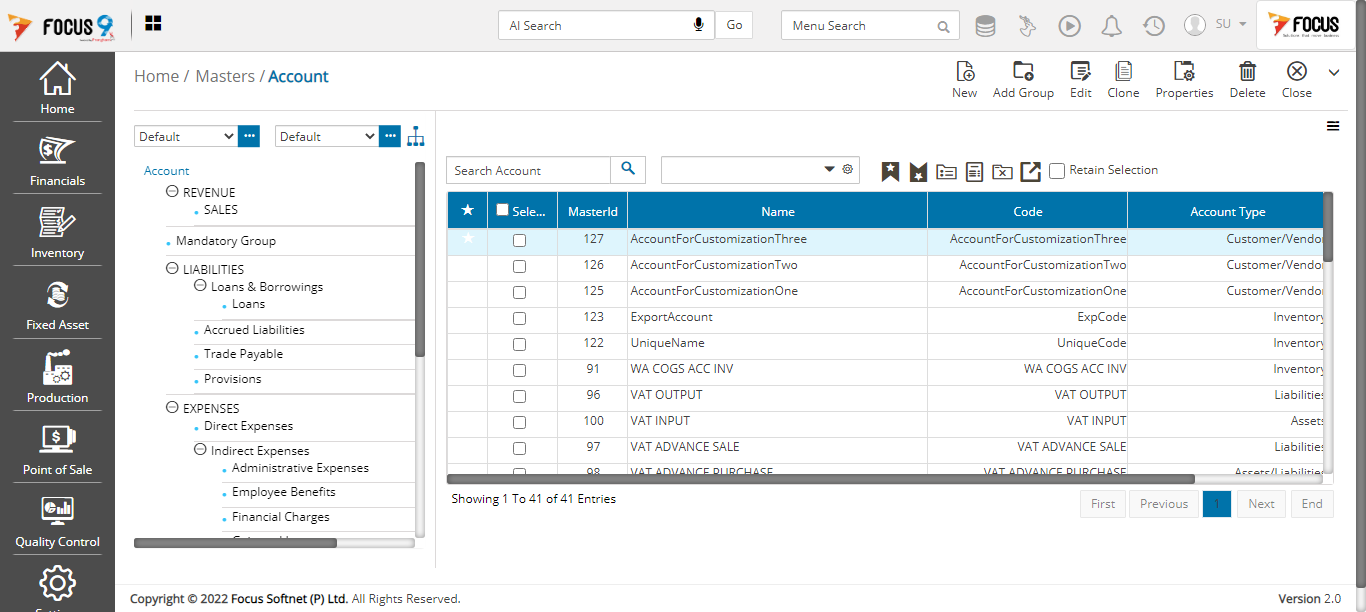 FOCUS 9
AI Search
Go
Menu Search
SU
FOCUS
Home
Financials
Inventory
Fixed Asset
Production
Point of Sale
Quality Control
Home / Masters / Account
New
Add Group
Edit
Clone
Properties
Delete
Close
Default
Default
Account
REVENUE
SALES
Mandatory Group
LIABILITIES
Loans & Borrowings
Loans
Accrued Liabilities
Trade Payable
Provisions
EXPENSES
Direct Expenses
Indirect Expenses
Administrative Expenses
Employee Benefits
Financial Charges
Search Account
Retain Selection
Sele... MasterId Name Code Account Type
127 AccountForCustomizationThree AccountForCustomizationThree Customer/Vendor
126 AccountForCustomizationTwo AccountForCustomizationTwo Customer/Vendor
125 AccountForCustomizationOne AccountForCustomizationOne Customer/Vendor
123 ExportAccount ExpCode Inventory
122 UniqueName UniqueCode Inventory
91 WA COGS ACC INV WA COGS ACC INV Inventory
96 VAT OUTPUT VAT OUTPUT Liabilities
100 VAT INPUT VAT INPUT Assets
97 VAT ADVANCE SALE VAT ADVANCE SALE Liabilities
98 VAT ADVANCE PURCHASE VAT ADVANCE PURCHASE Assets/Liabilities
Showing 1 To 41 of 41 Entries
First Previous 1 Next End
Copyright © 2022 Focus Softnet (P) Ltd. All Rights Reserved.
Version 2.0